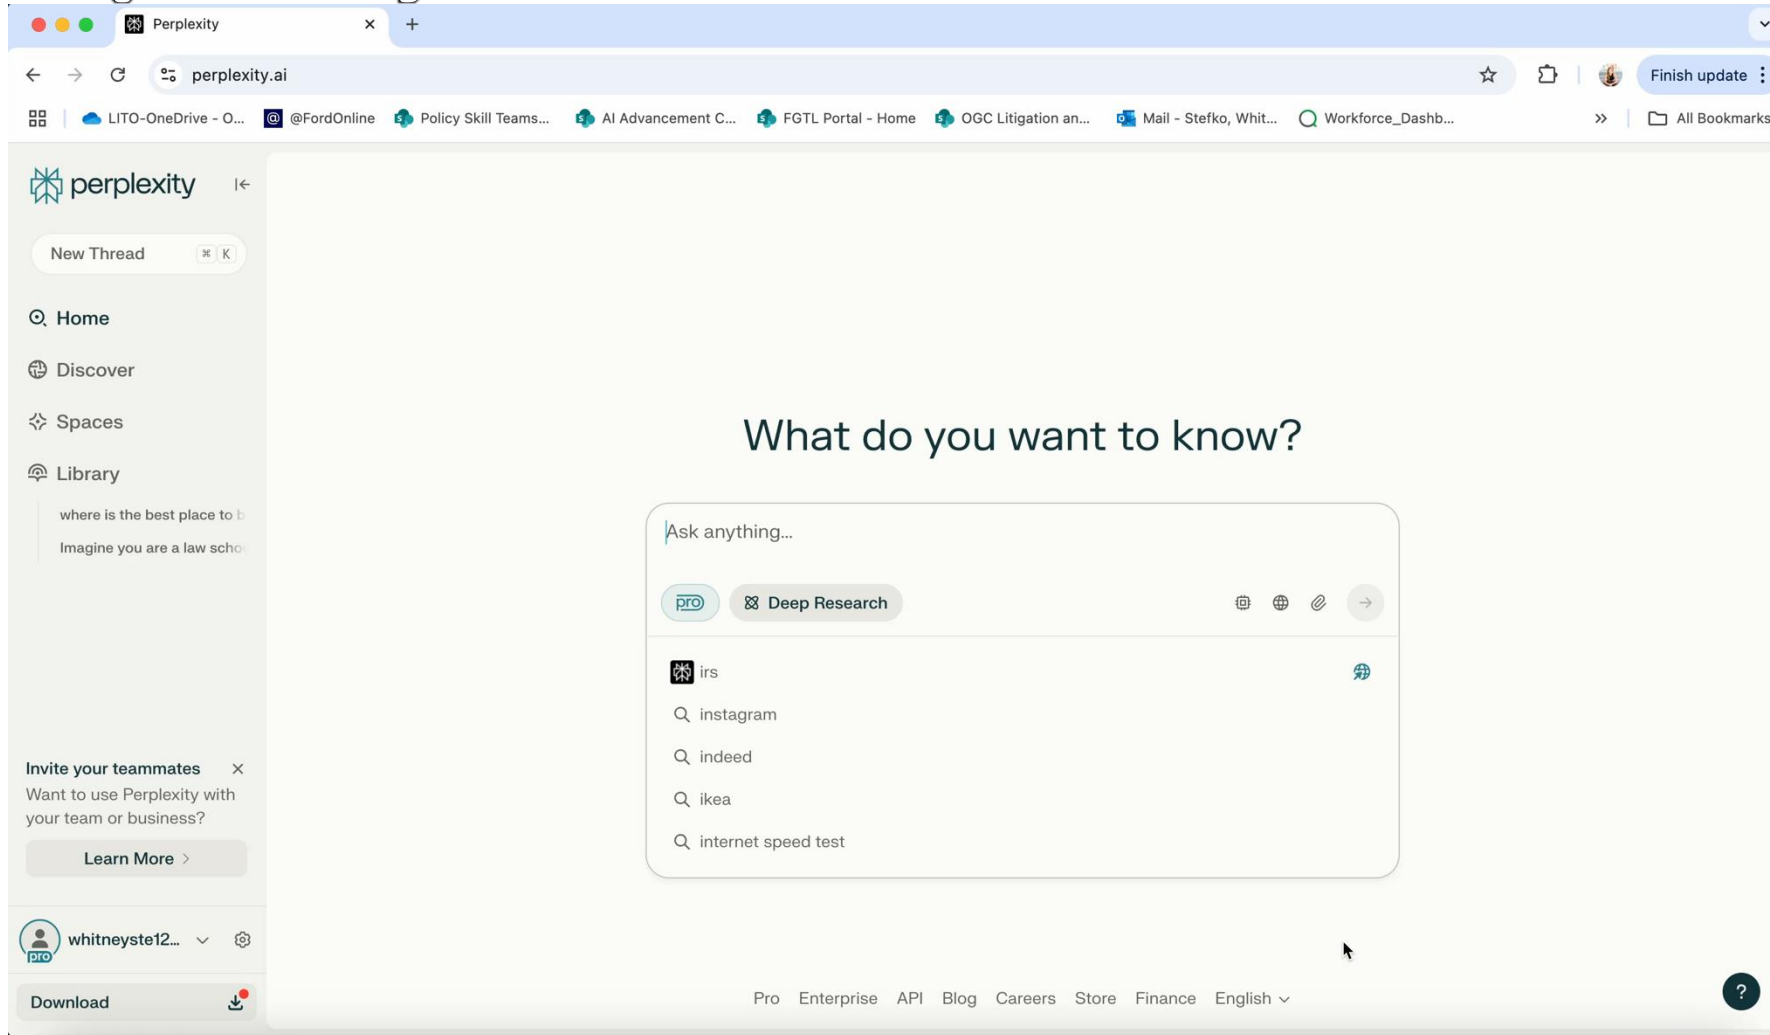 Perplexity
perplexity.ai
Finish update
LITO-OneDrive - O... @FordOnline Policy Skill Teams... AI Advancement C... FGTL Portal - Home OGC Litigation an... Mail - Stefko, Whit... Workforce_Dashb... All Bookmarks
perplexity
New Thread ⌘ K
Home
Discover
Spaces
Library
where is the best place to b
Imagine you are a law scho
Invite your teammates
Want to use Perplexity with
your team or business?
Learn More
whitneyste12...
pro
Download
What do you want to know?
Ask anything...
pro Deep Research
irs
instagram
indeed
ikea
internet speed test
Pro Enterprise API Blog Careers Store Finance English
?